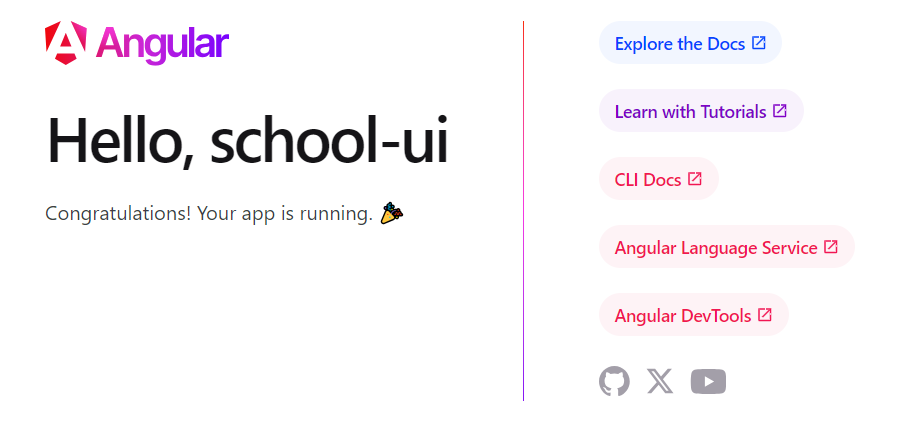 Angular
Hello, school-ui
Congratulations! Your app is running. 🎉
Explore the Docs
Learn with Tutorials
CLI Docs
Angular Language Service
Angular DevTools